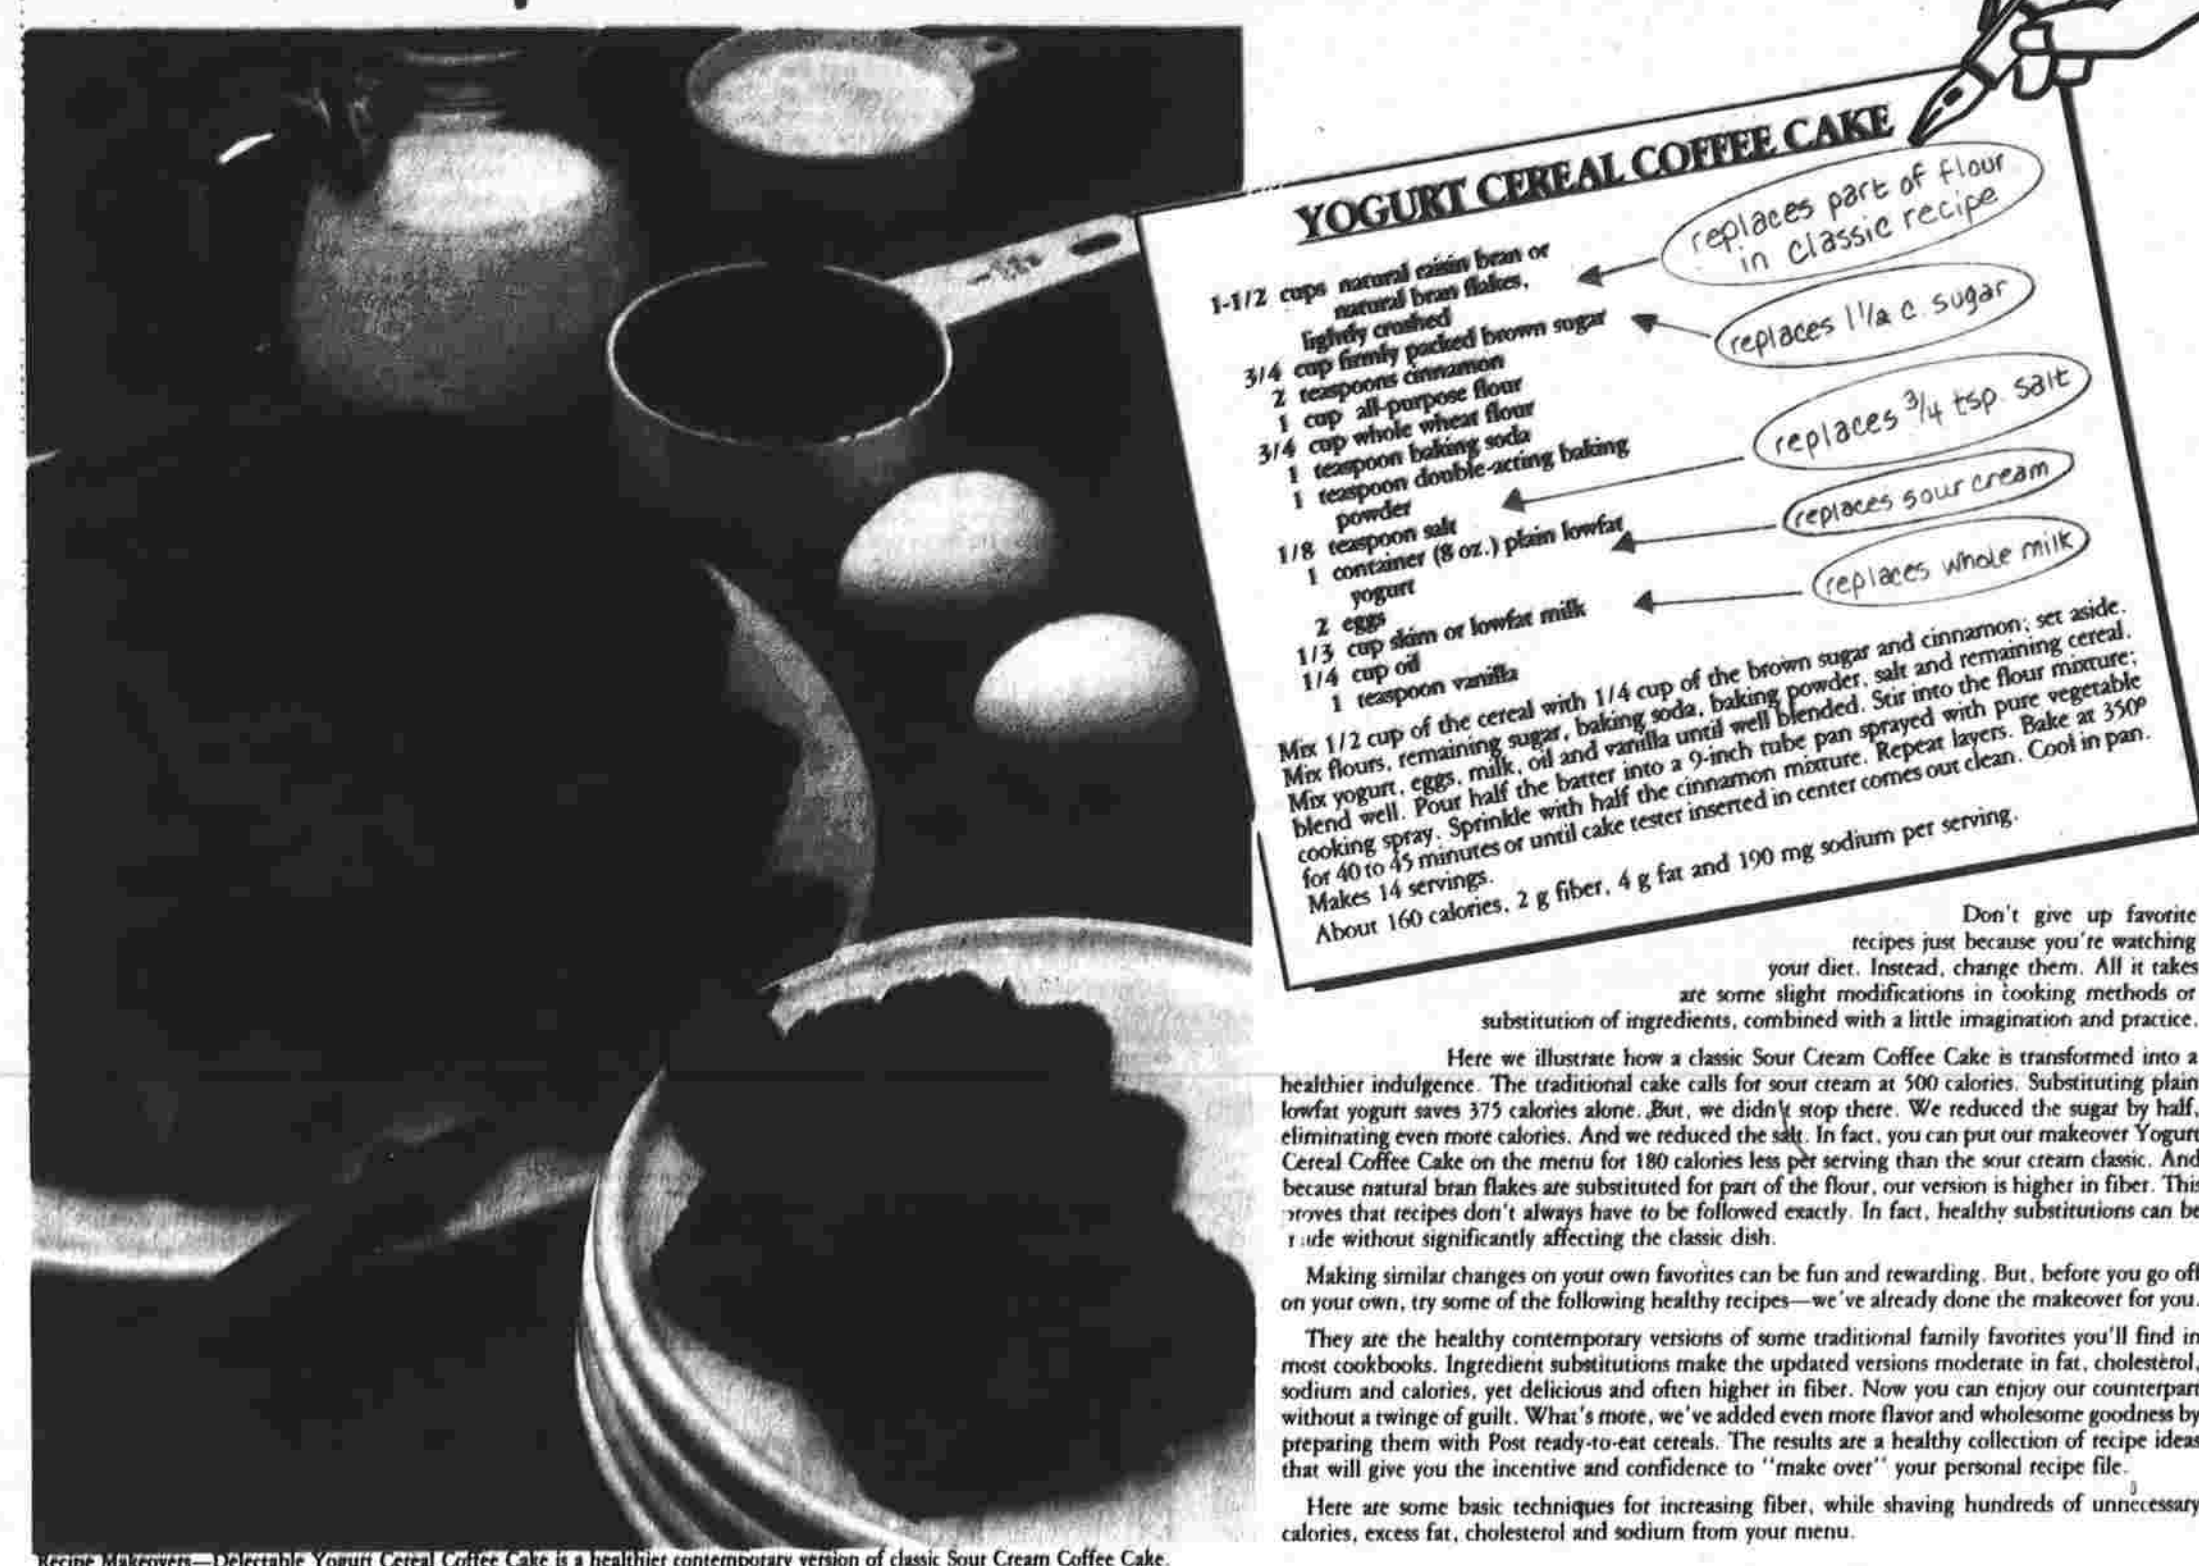 YOGURT CEREAL COFFEE CAKE
1-1/2 cups natural raisin bran or
natural bran flakes,
lightly crushed
3/4 cup firmly packed brown sugar
2 teaspoons cinnamon
1 cup all-purpose flour
3/4 cup whole wheat flour
1 teaspoon baking soda
1 teaspoon double-acting baking
powder
1/8 teaspoon salt
1 container (8 oz.) plain lowfat
yogurt
2 eggs
1/3 cup skim or lowfat milk
1/4 cup oil
1 teaspoon vanilla
replaces part of flour
in classic recipe
replaces 1 1/2 c. sugar
replaces 3/4 tsp. salt
replaces sour cream
replaces whole milk
Mix 1/2 cup of the cereal with 1/4 cup of the brown sugar and cinnamon; set aside.
Mix flours, remaining sugar, baking soda, baking powder, salt and remaining cereal.
Mix yogurt, eggs, milk, oil and vanilla until well blended. Stir into the flour mixture;
blend well. Pour half the batter into a 9-inch tube pan sprayed with pure vegetable
cooking spray. Sprinkle with half the cinnamon mixture. Repeat layers. Bake at 350º
for 40 to 45 minutes or until cake tester inserted in center comes out clean. Cool in pan.
Makes 14 servings.
About 160 calories, 2 g fiber, 4 g fat and 190 mg sodium per serving.
Don't give up favorite
recipes just because you're watching
your diet. Instead, change them. All it takes
are some slight modifications in cooking methods or
substitution of ingredients, combined with a little imagination and practice.
Here we illustrate how a classic Sour Cream Coffee Cake is transformed into a
healthier indulgence. The traditional cake calls for sour cream at 500 calories. Substituting plain
lowfat yogurt saves 375 calories alone. But, we didn't stop there. We reduced the sugar by half,
eliminating even more calories. And we reduced the salt. In fact, you can put our makeover Yogurt
Cereal Coffee Cake on the menu for 180 calories less per serving than the sour cream classic. And
because natural bran flakes are substituted for part of the flour, our version is higher in fiber. This
proves that recipes don't always have to be followed exactly. In fact, healthy substitutions can be
made without significantly affecting the classic dish.
Making similar changes on your own favorites can be fun and rewarding. But, before you go off
on your own, try some of the following healthy recipes—we've already done the makeover for you.
They are the healthy contemporary versions of some traditional family favorites you'll find in
most cookbooks. Ingredient substitutions make the updated versions moderate in fat, cholesterol,
sodium and calories, yet delicious and often higher in fiber. Now you can enjoy our counterpart
without a twinge of guilt. What's more, we've added even more flavor and wholesome goodness by
preparing them with Post ready-to-eat cereals. The results are a healthy collection of recipe ideas
that will give you the incentive and confidence to "make over" your personal recipe file.
Here are some basic techniques for increasing fiber, while shaving hundreds of unnecessary
calories, excess fat, cholesterol and sodium from your menu.
Recipe Makeovers—Delectable Yogurt Cereal Coffee Cake is a healthier contemporary version of classic Sour Cream Coffee Cake.